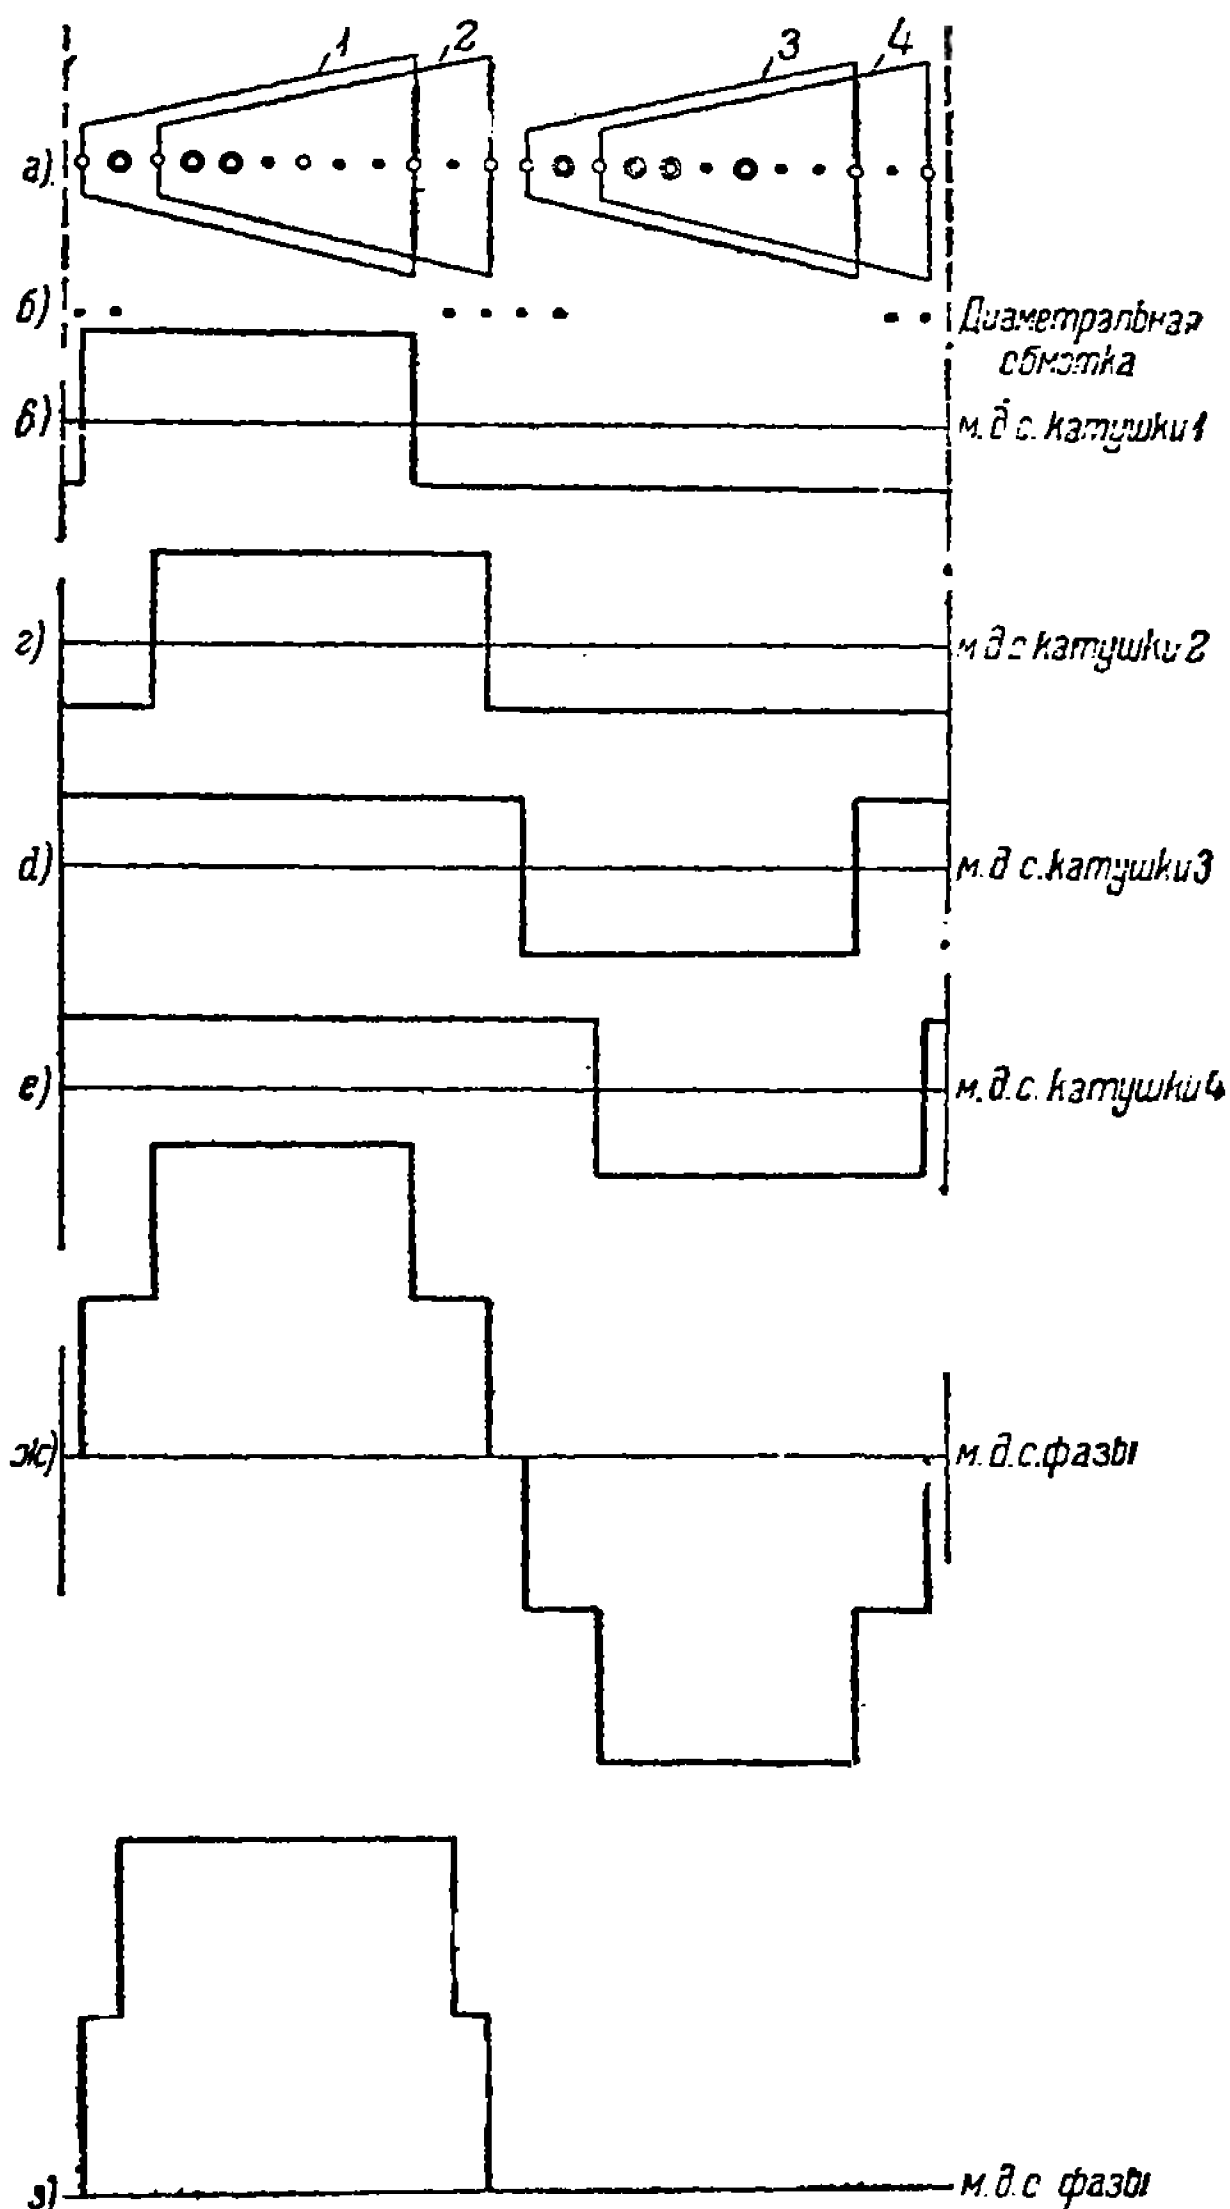 1 2 3 4
а)
б) Диаметральная
обмотка
в) м. д с. катушки 1
г) м д с катушки 2
д) м. д с. катушки 3
е) м. д. с. катушки 4
ж) м. д. с. фазы
з) м. д. с фазы